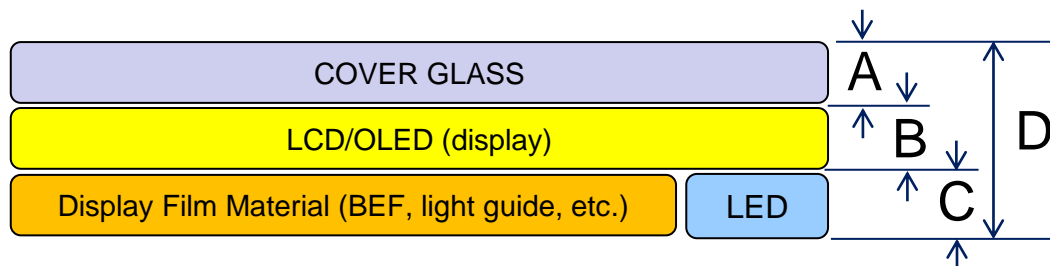 COVER GLASS
LCD/OLED (display)
Display Film Material (BEF, light guide, etc.)
LED
A
B
C
D